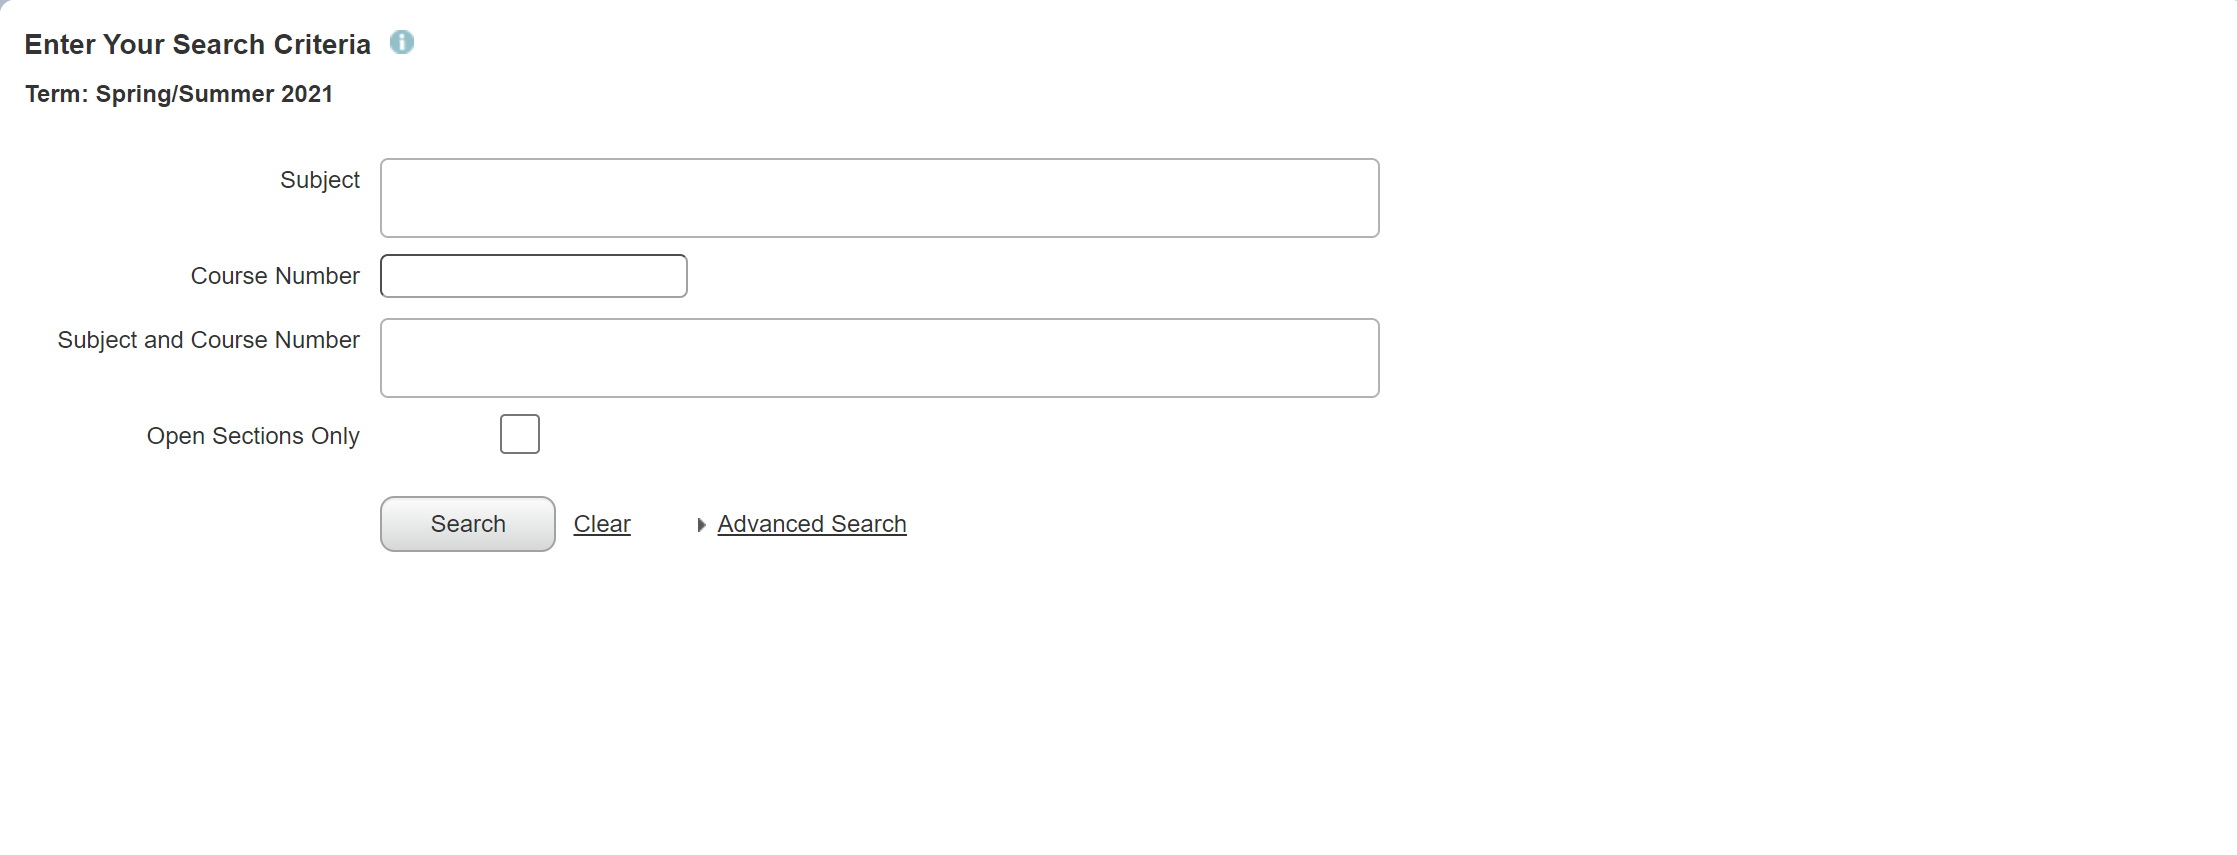 Enter Your Search Criteria
Term: Spring/Summer 2021
Subject
Course Number
Subject and Course Number
Open Sections Only
Search Clear Advanced Search